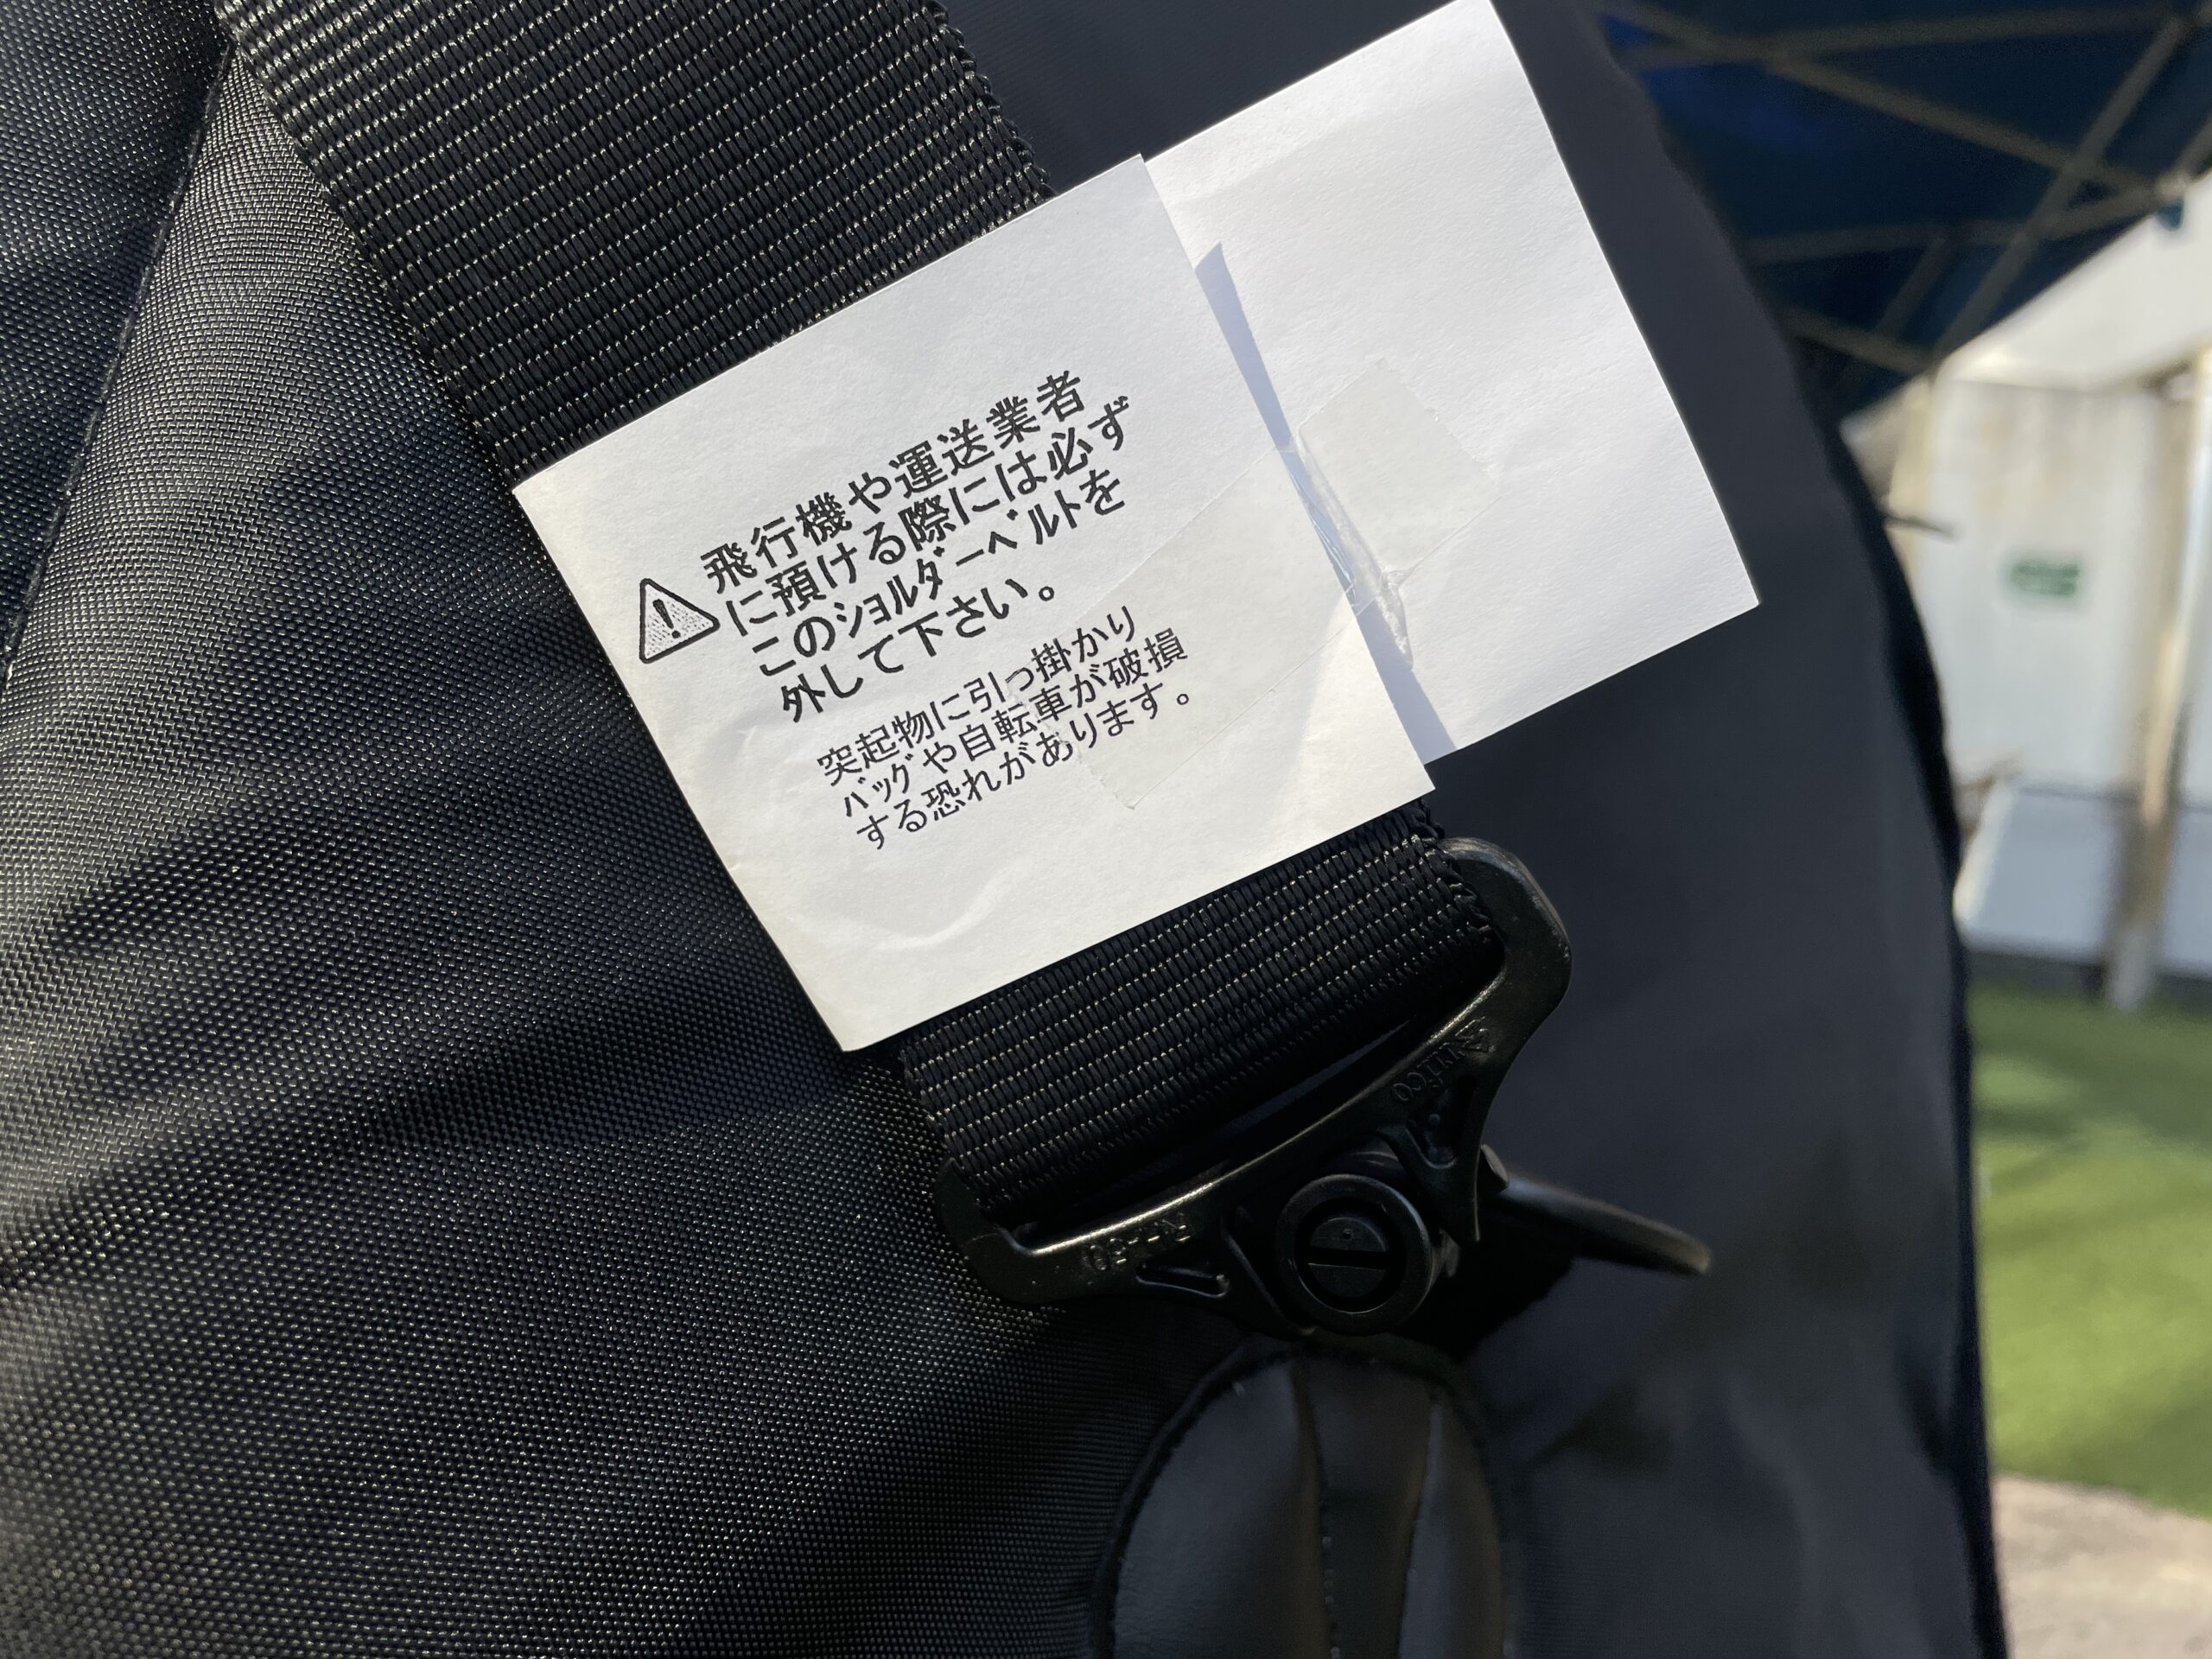 飛行機や運送業者
に預ける際には必ず
このｼｮﾙﾀﾞｰﾍﾞﾙﾄを
外して下さい。
突起物に引っ掛かり
ﾊﾞｯｸﾞや自転車が破損
する恐れがあります。